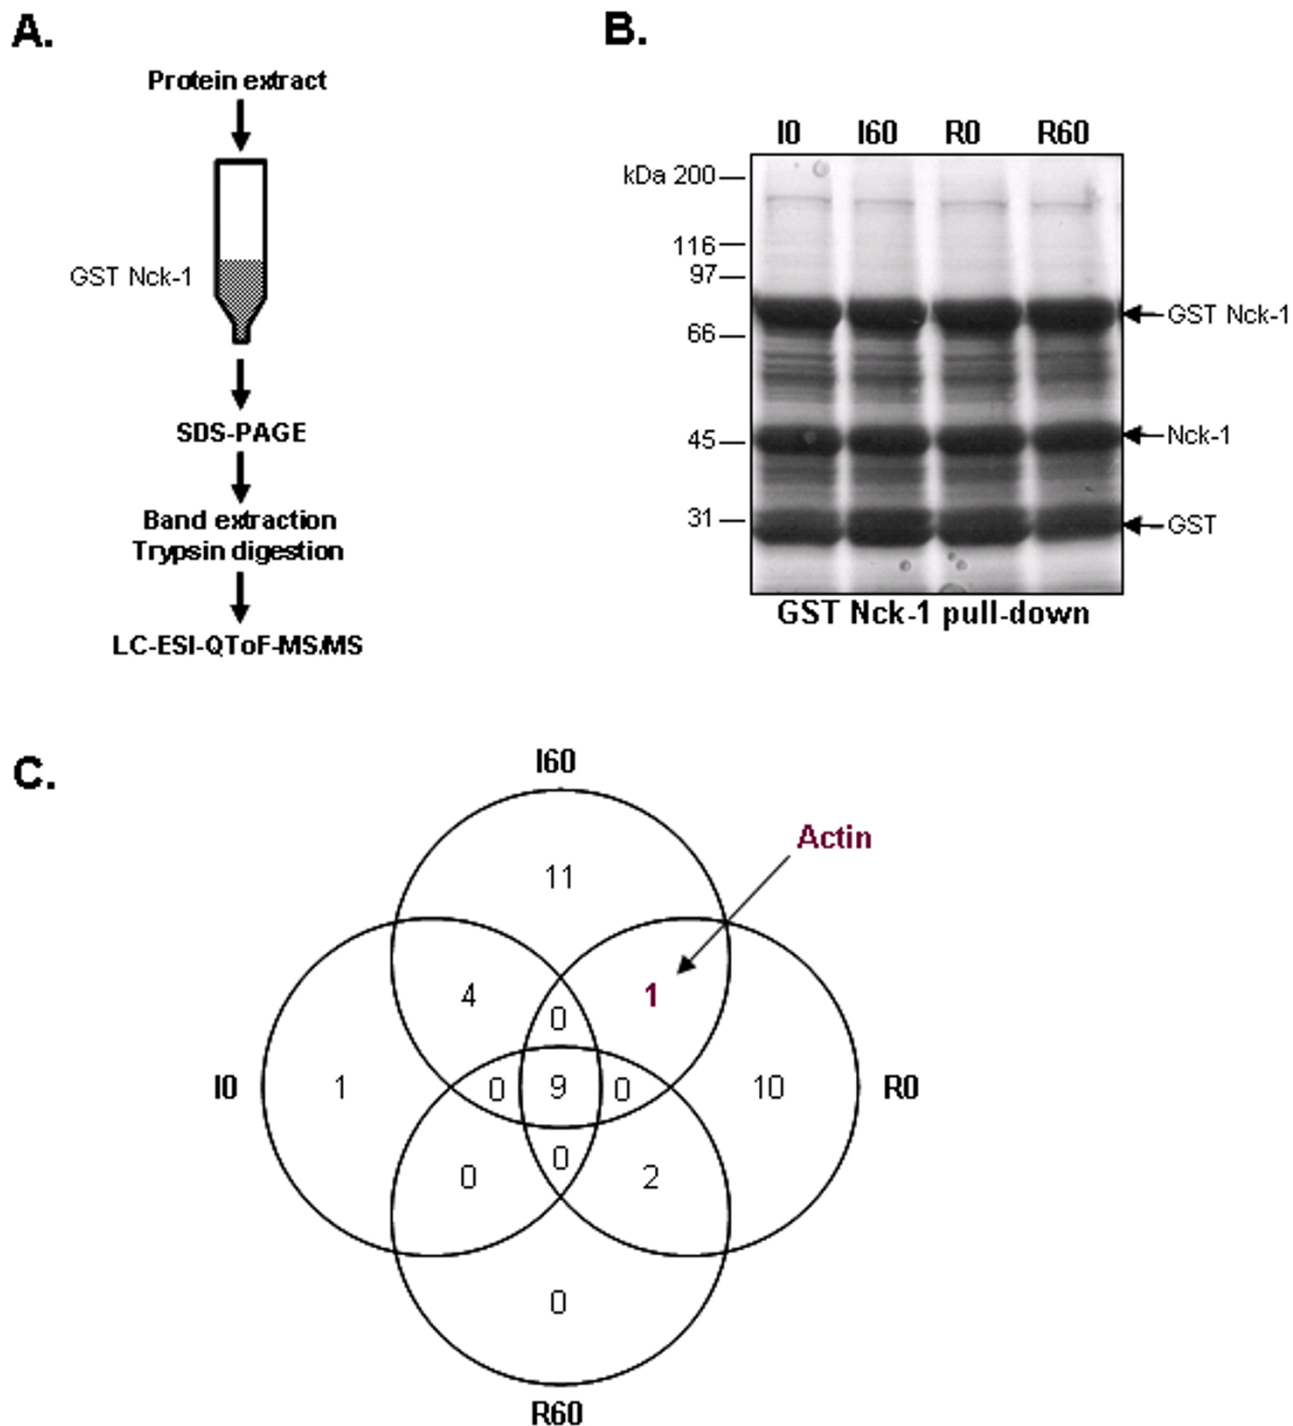 A.
Protein extract
GST Nck-1
SDS-PAGE
Band extraction
Trypsin digestion
LC-ESI-QToF-MS/MS
B.
I0 I60 R0 R60
kDa 200
116
97
66
45
31
GST Nck-1
Nck-1
GST
GST Nck-1 pull-down
C.
I60
Actin
11
4
1
0
I0
1
0
9
0
10
R0
0
0
2
0
R60